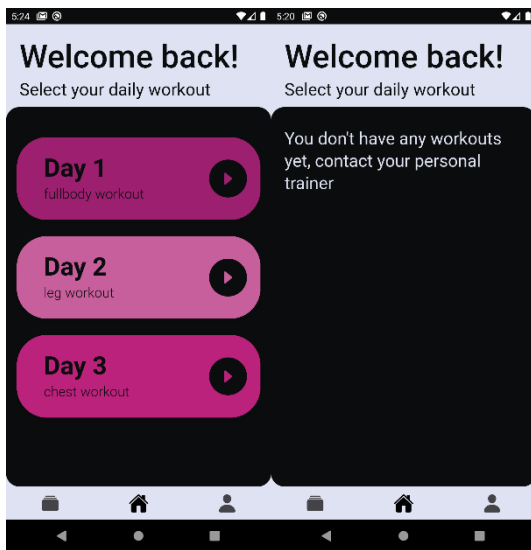 5:24
Welcome back!
Select your daily workout
Day 1
fullbody workout
Day 2
leg workout
Day 3
chest workout
5:20
Welcome back!
Select your daily workout
You don't have any workouts
yet, contact your personal
trainer